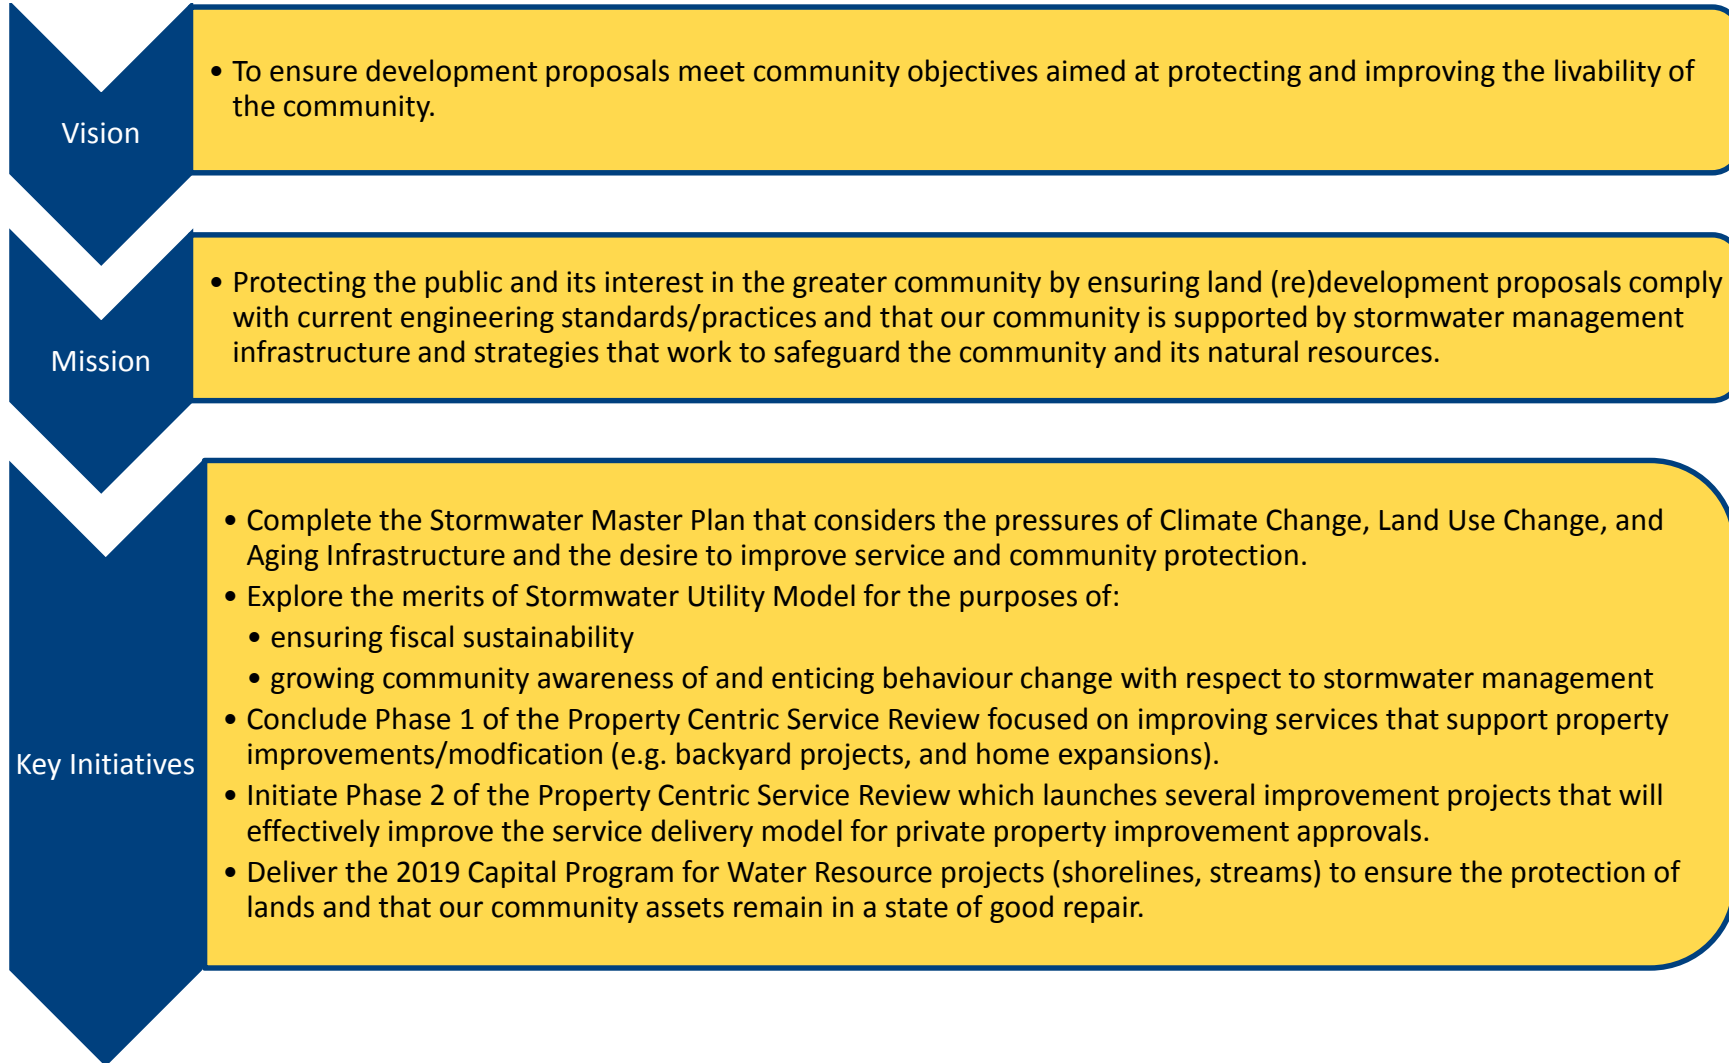 Vision
• To ensure development proposals meet community objectives aimed at protecting and improving the livability of
the community.
Mission
• Protecting the public and its interest in the greater community by ensuring land (re)development proposals comply
with current engineering standards/practices and that our community is supported by stormwater management
infrastructure and strategies that work to safeguard the community and its natural resources.
Key Initiatives
• Complete the Stormwater Master Plan that considers the pressures of Climate Change, Land Use Change, and
Aging Infrastructure and the desire to improve service and community protection.
• Explore the merits of Stormwater Utility Model for the purposes of:
• ensuring fiscal sustainability
• growing community awareness of and enticing behaviour change with respect to stormwater management
• Conclude Phase 1 of the Property Centric Service Review focused on improving services that support property
improvements/modfication (e.g. backyard projects, and home expansions).
• Initiate Phase 2 of the Property Centric Service Review which launches several improvement projects that will
effectively improve the service delivery model for private property improvement approvals.
• Deliver the 2019 Capital Program for Water Resource projects (shorelines, streams) to ensure the protection of
lands and that our community assets remain in a state of good repair.